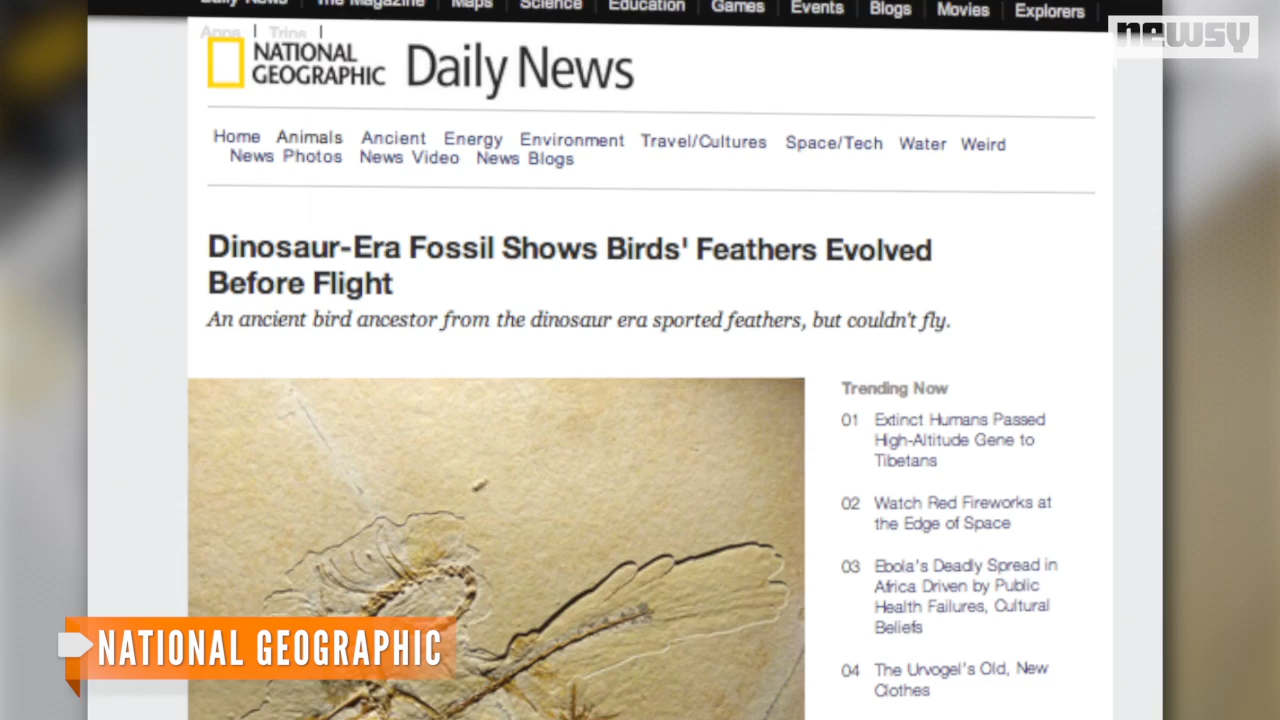 Daily News The Magazine Maps Science Education Games Events Blogs Movies Explorers
Apps Trips
newsy
NATIONAL
GEOGRAPHIC
Daily News
Home Animals Ancient Energy Environment Travel/Cultures Space/Tech Water Weird
News Photos News Video News Blogs
Dinosaur-Era Fossil Shows Birds' Feathers Evolved
Before Flight
An ancient bird ancestor from the dinosaur era sported feathers, but couldn't fly.
Trending Now
01 Extinct Humans Passed
High-Altitude Gene to
Tibetans
02 Watch Red Fireworks at
the Edge of Space
03 Ebola's Deadly Spread in
Africa Driven by Public
Health Failures, Cultural
Beliefs
04 The Urvogel's Old, New
Clothes
NATIONAL GEOGRAPHIC